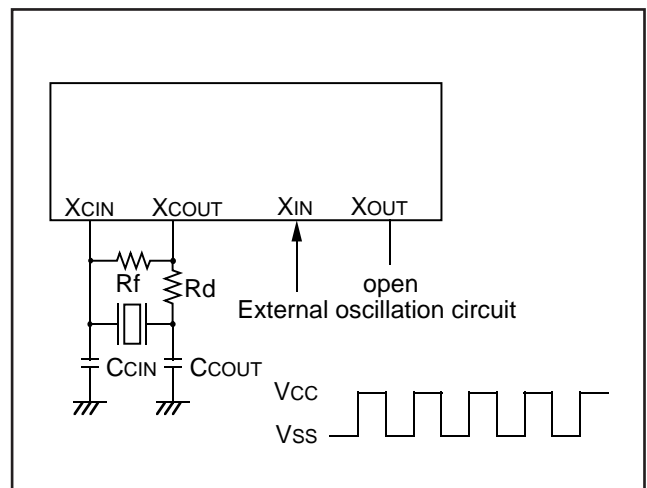 XCIN XCOUT XIN XOUT
Rf Rd
open
External oscillation circuit
CCIN CCOUT
VCC
VSS